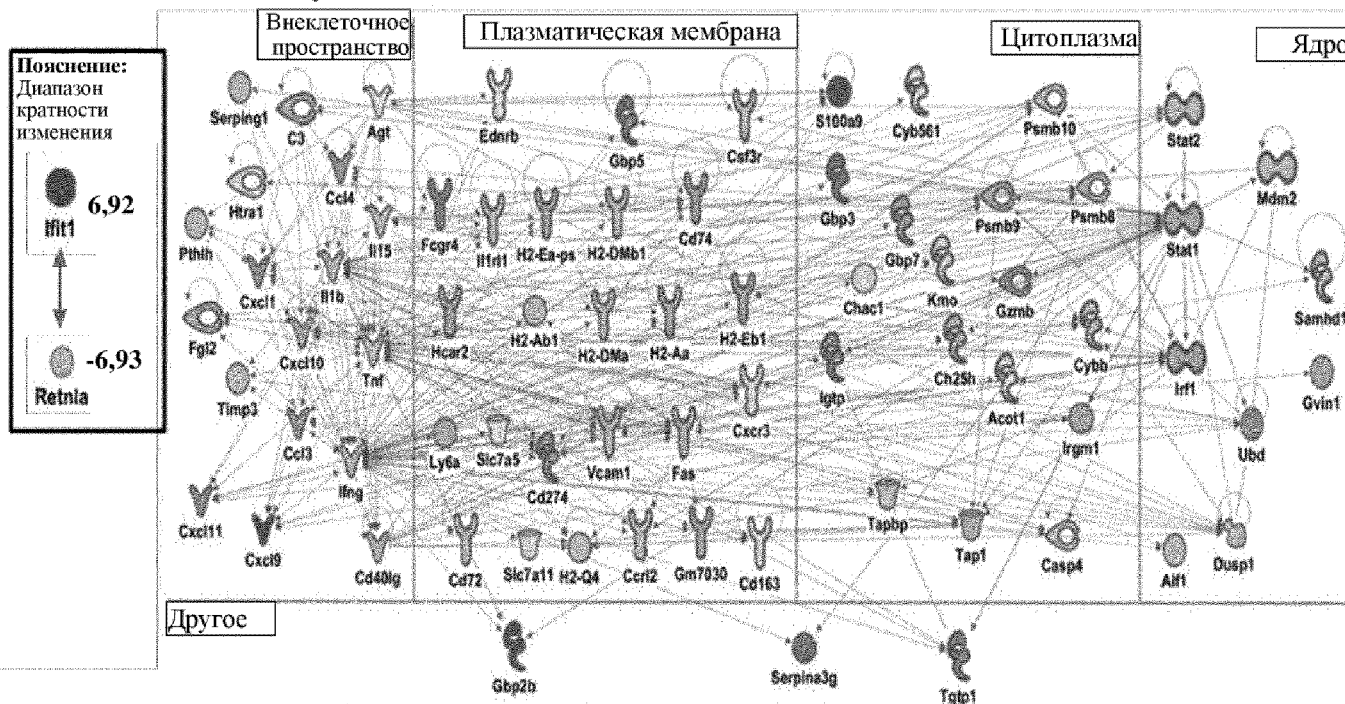 Пояснение:
Диапазон
кратности
изменения
6,92
Ifit1
-6,93
Retnla
Внеклеточное
пространство
Плазматическая мембрана
Цитоплазма
Ядро
Serping1
C3
Agt
Htra1
Ccl4
Pthlh
Il15
Cxcl1
Il1b
Fgl2
Cxcl10
Tnf
Timp3
Ccl3
Ifng
Cxcl11
Cxcl9
Cd40lg
Ednrb
Gbp5
Csf3r
Fcgr4
Il1rl1
H2-Ea-ps
H2-DMb1
Cd74
Hcar2
H2-Ab1
H2-DMa
H2-Aa
H2-Eb1
Cxcr3
Ly6a
Slc7a5
Cd274
Vcam1
Fas
Cd72
Slc7a11
H2-Q4
Ccrl2
Gm7030
Cd163
S100a9
Cyb561
Psmb10
Gbp3
Gbp7
Psmb9
Psmb8
Chac1
Kmo
Gzmb
Igtp
Ch25h
Cybb
Acot1
Irgm1
Tapbp
Tap1
Casp4
Stat2
Mdm2
Stat1
Samhd1
Irf1
Gvin1
Ubd
Aif1
Dusp1
Другое
Gbp2b
Serpina3g
Tgtp1